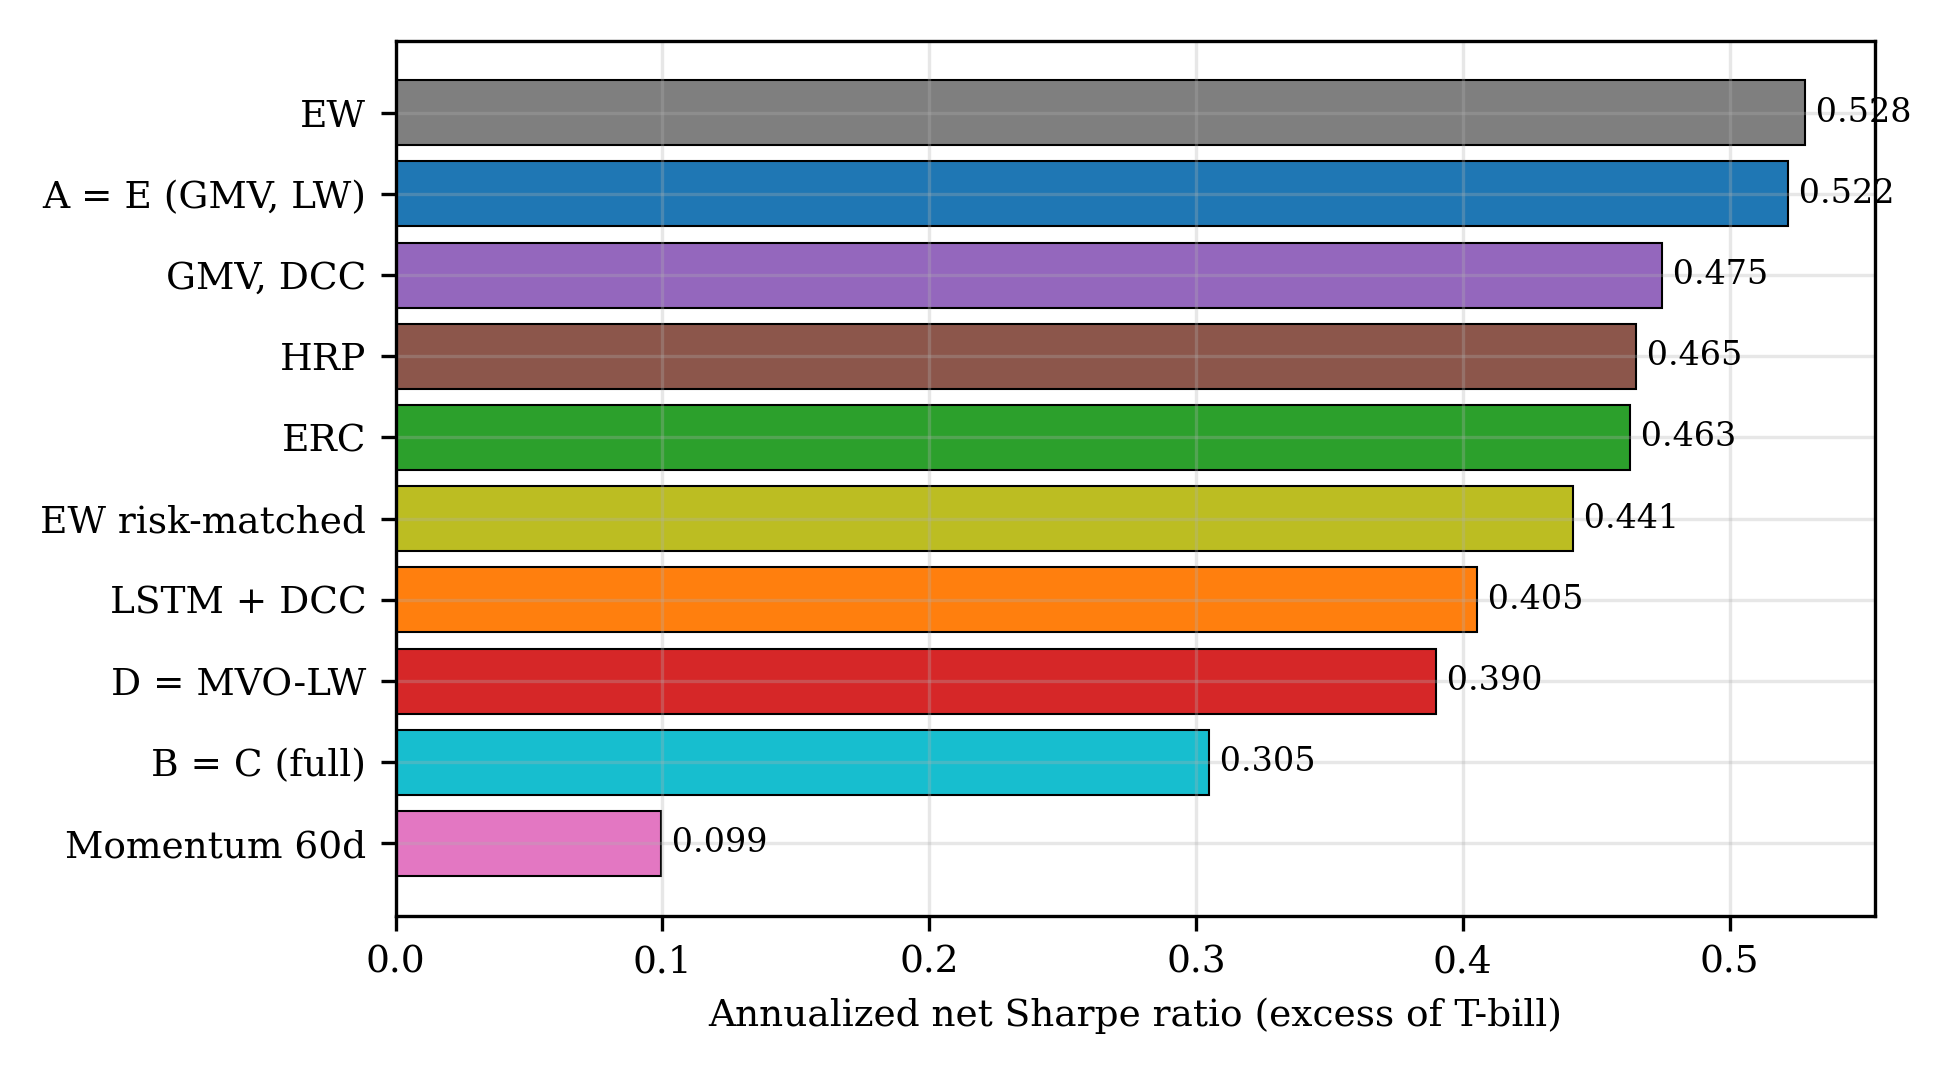 EW 0.528
A = E (GMV, LW) 0.522
GMV, DCC 0.475
HRP 0.465
ERC 0.463
EW risk-matched 0.441
LSTM + DCC 0.405
D = MVO-LW 0.390
B = C (full) 0.305
Momentum 60d 0.099
0.0 0.1 0.2 0.3 0.4 0.5
Annualized net Sharpe ratio (excess of T-bill)